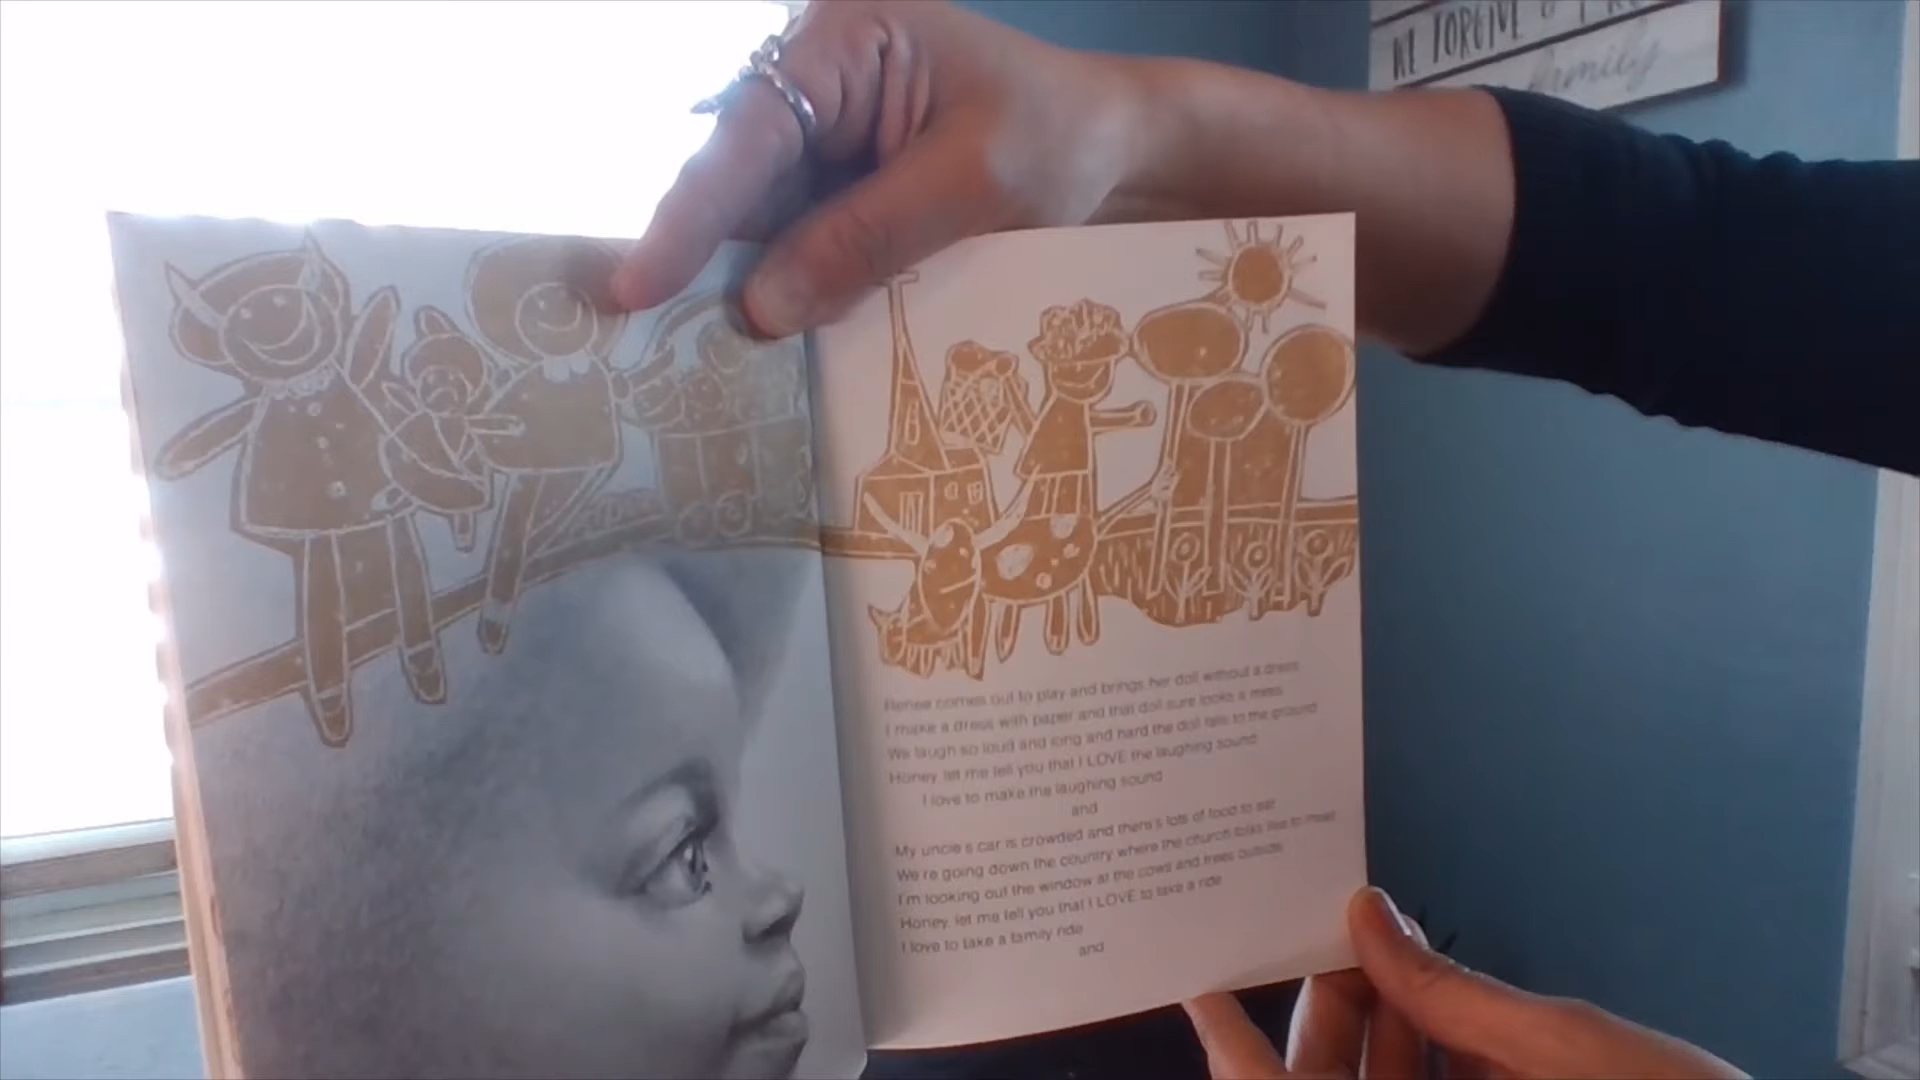 WE FORGIVE &
family
Renee comes out to play and brings her doll without a dress
I make a dress with paper and that doll sure looks a mess
We laugh so loud and long and hard the doll falls to the ground
Honey, let me tell you that I LOVE the laughing sound
I love to make the laughing sound
and
My uncle's car is crowded and there's lots of food to eat
We're going down the country where the church folks like to meet
I'm looking out the window at the cows and trees outside
Honey, let me tell you that I LOVE to take a ride
I love to take a family ride
and